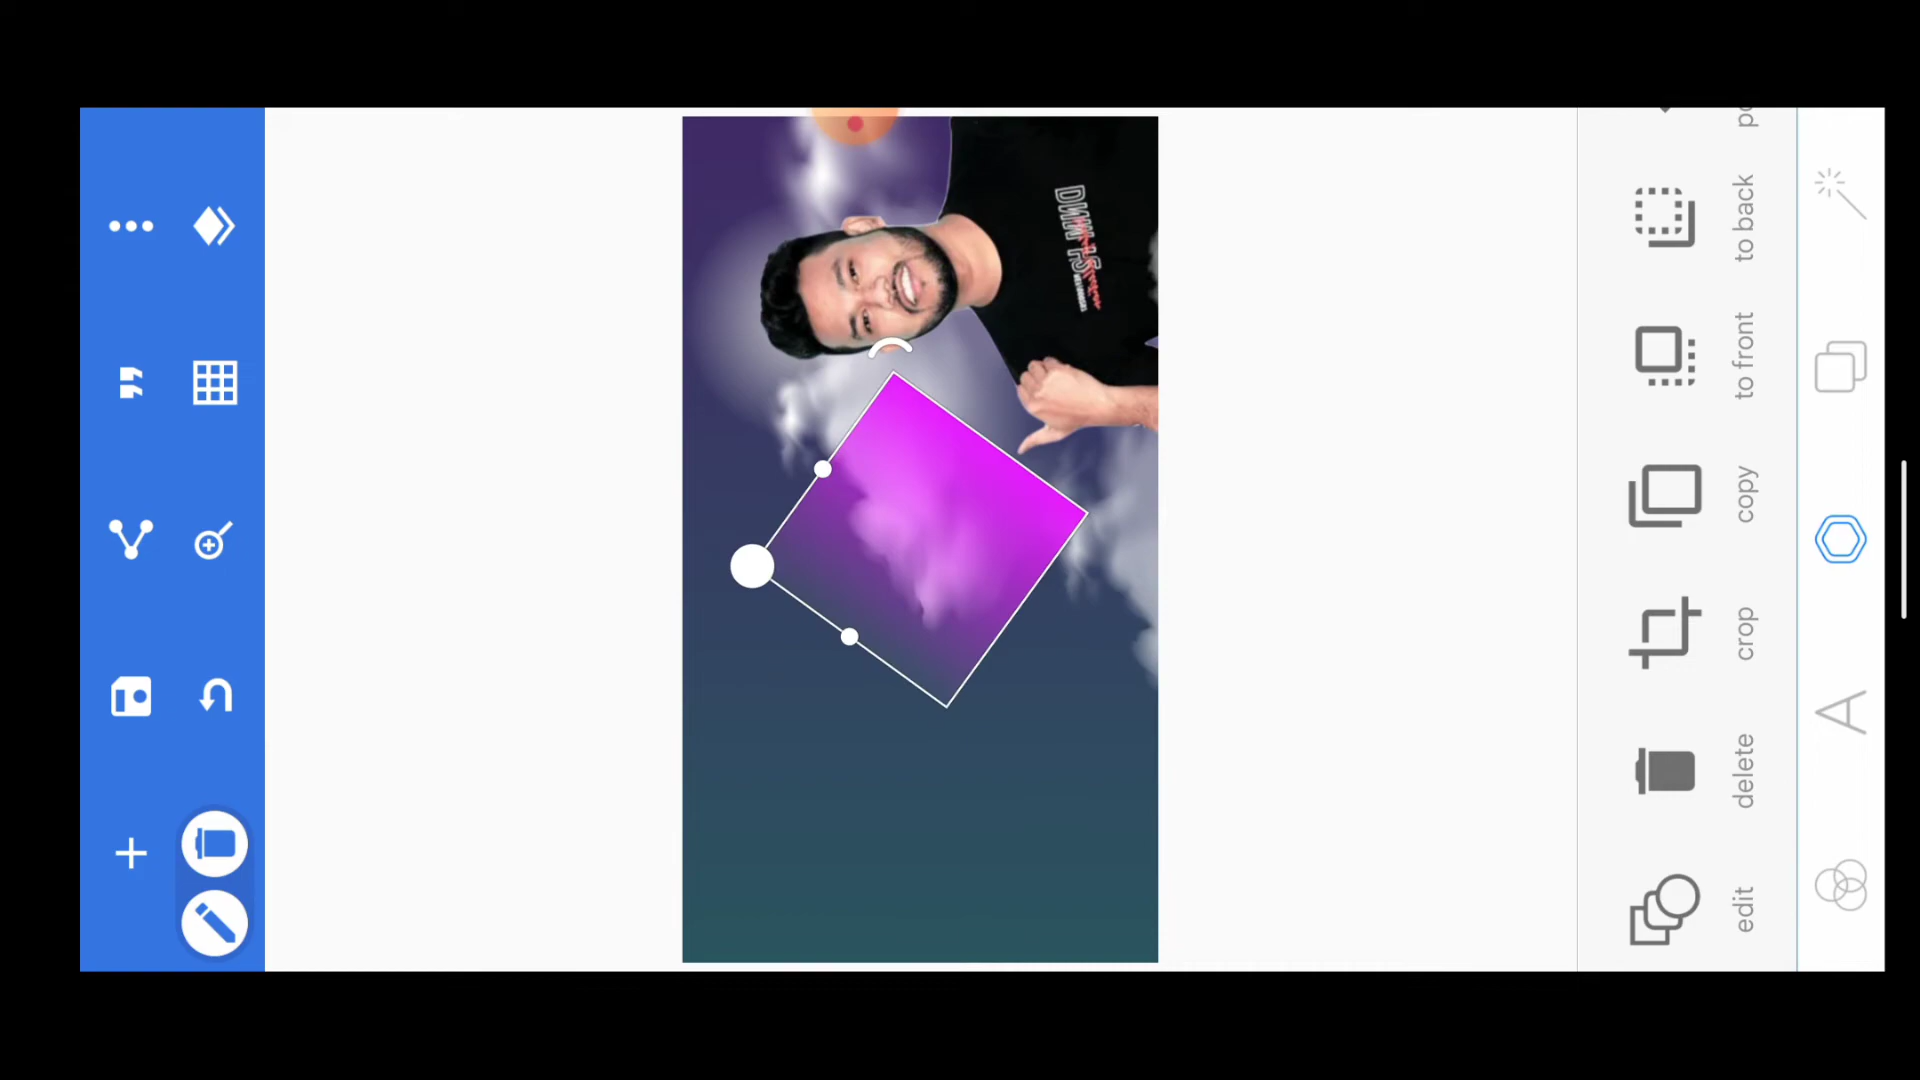 edit
delete
crop
copy
to front
to back